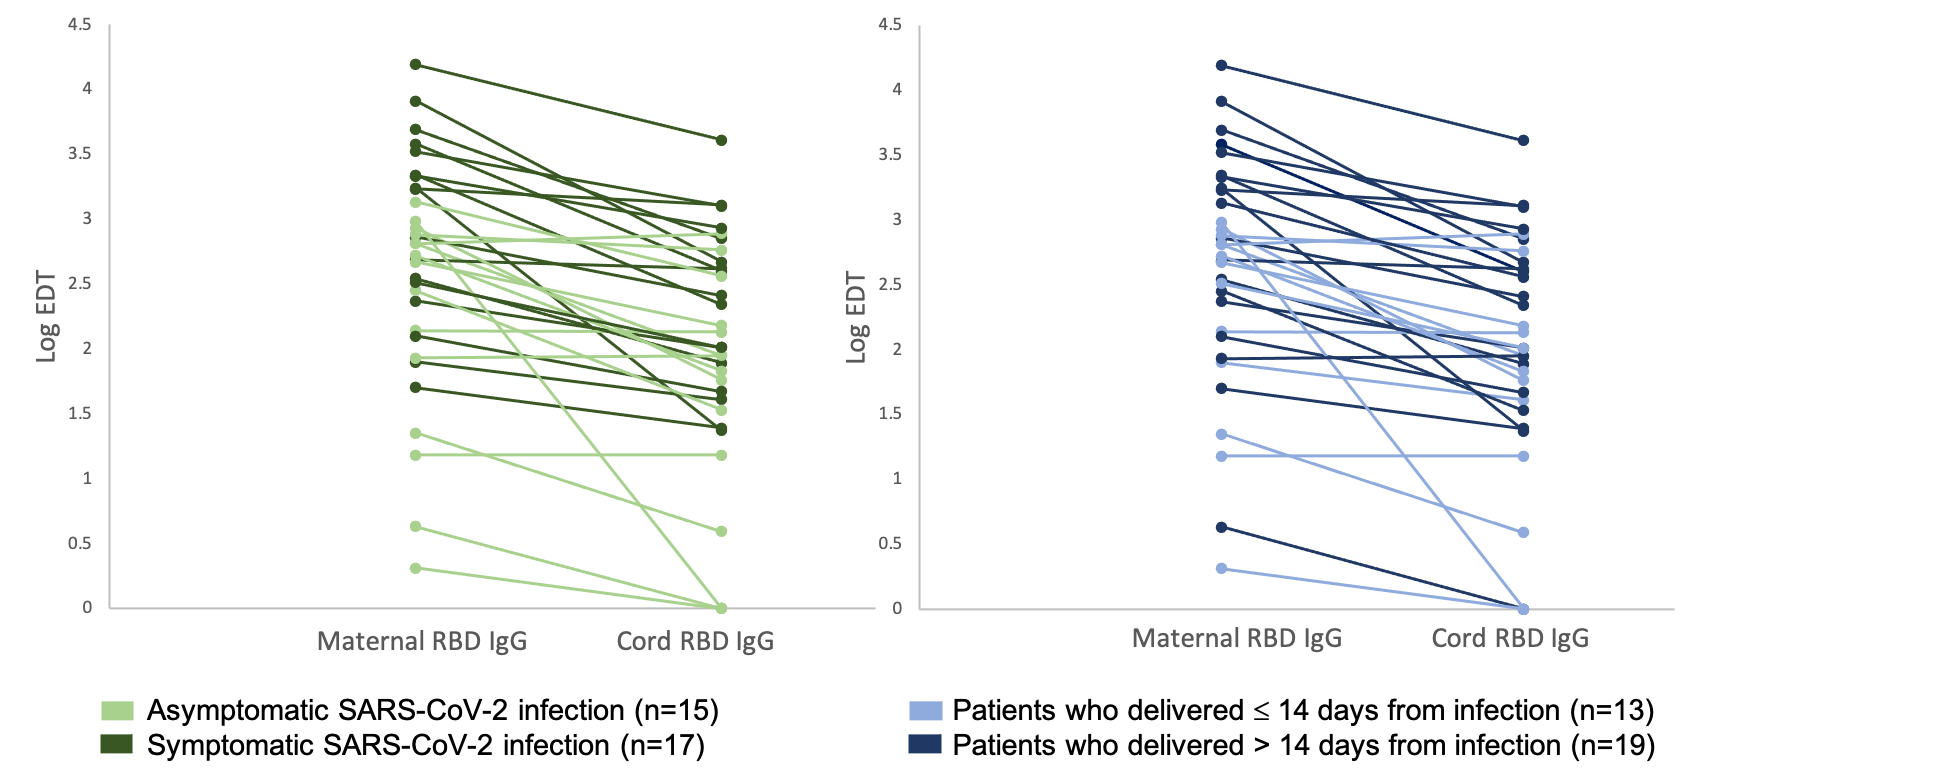 4.5
4
3.5
3
2.5
2
1.5
1
0.5
0
Log EDT
Maternal RBD IgG
Cord RBD IgG
Asymptomatic SARS-CoV-2 infection (n=15)
Symptomatic SARS-CoV-2 infection (n=17)
4.5
4
3.5
3
2.5
2
1.5
1
0.5
0
Log EDT
Maternal RBD IgG
Cord RBD IgG
Patients who delivered ≤ 14 days from infection (n=13)
Patients who delivered > 14 days from infection (n=19)